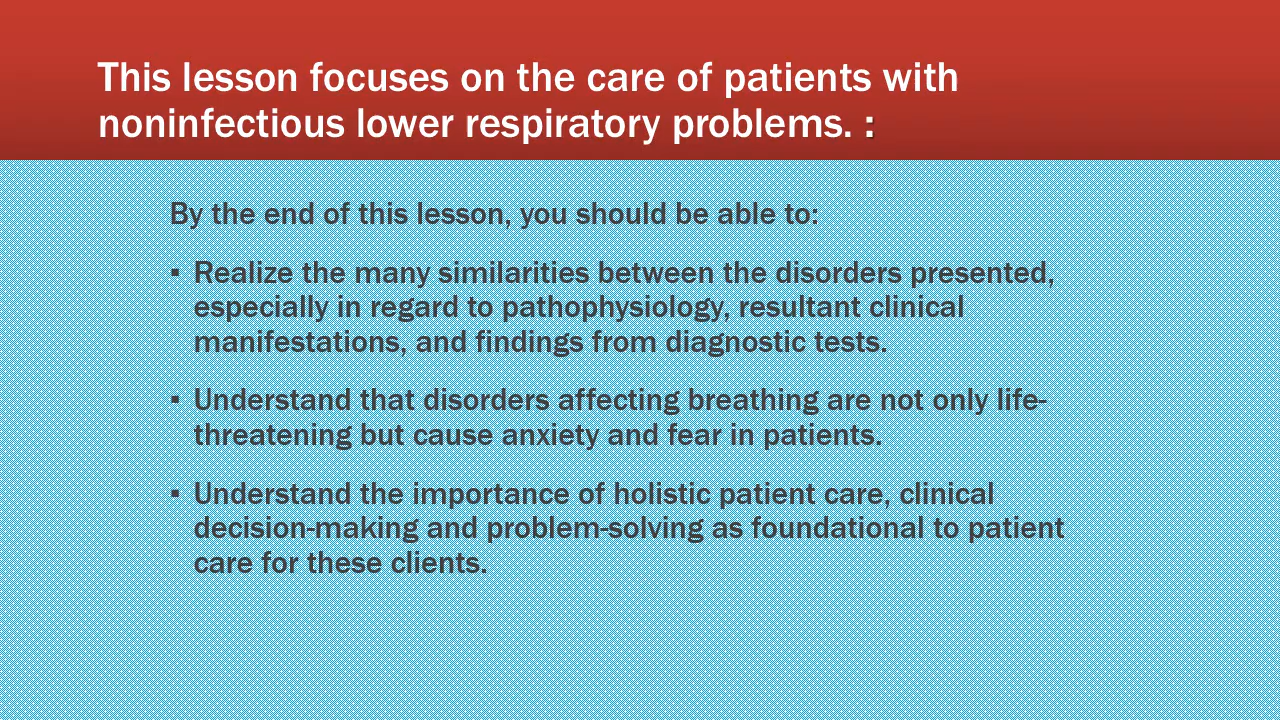 This lesson focuses on the care of patients with
noninfectious lower respiratory problems. :
By the end of this lesson, you should be able to:
▪ Realize the many similarities between the disorders presented,
especially in regard to pathophysiology, resultant clinical
manifestations, and findings from diagnostic tests.
▪ Understand that disorders affecting breathing are not only life-
threatening but cause anxiety and fear in patients.
▪ Understand the importance of holistic patient care, clinical
decision-making and problem-solving as foundational to patient
care for these clients.